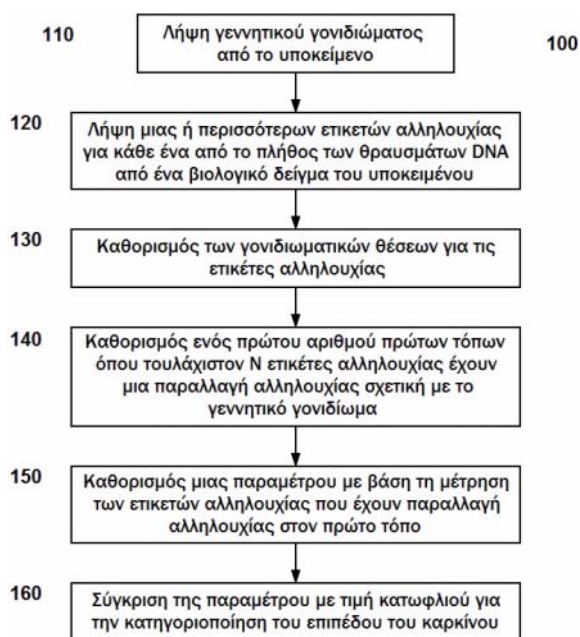 110
Λήψη γεννητικού γονιδιώματος
από το υποκείμενο
100
120
Λήψη μιας ή περισσότερων ετικετών αλληλουχίας
για κάθε ένα από το πλήθος των θραυσμάτων DNA
από ένα βιολογικό δείγμα του υποκειμένου
130
Καθορισμός των γονιδιωματικών θέσεων για τις
ετικέτες αλληλουχίας
140
Καθορισμός ενός πρώτου αριθμού πρώτων τόπων
όπου τουλάχιστον N ετικέτες αλληλουχίας έχουν
μια παραλλαγή αλληλουχίας σχετική με το
γεννητικό γονιδίωμα
150
Καθορισμός μιας παραμέτρου με βάση τη μέτρηση
των ετικετών αλληλουχίας που έχουν παραλλαγή
αλληλουχίας στον πρώτο τόπο
160
Σύγκριση της παραμέτρου με τιμή κατωφλιού για
την κατηγοριοποίηση του επιπέδου του καρκίνου